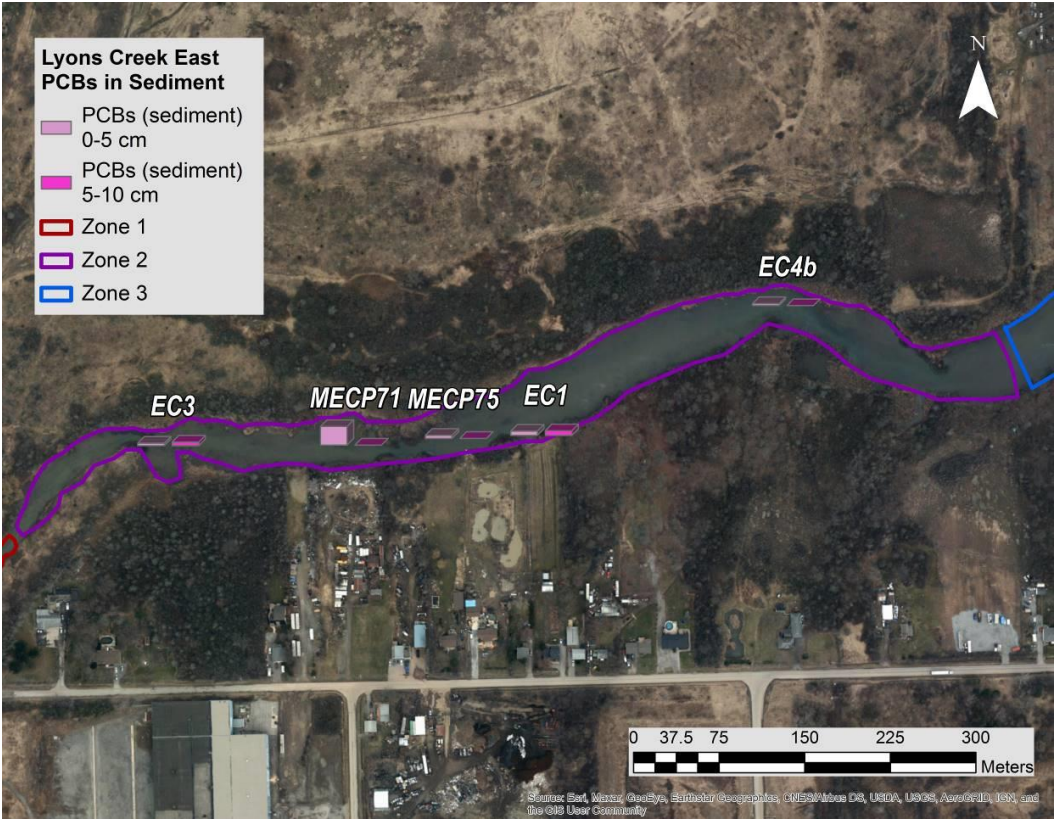 Lyons Creek East
PCBs in Sediment
PCBs (sediment)
0-5 cm
PCBs (sediment)
5-10 cm
Zone 1
Zone 2
Zone 3
N
EC4b
EC3
MECP71
MECP75
EC1
0 37.5 75 150 225 300
Meters
Source: Esri, Maxar, GeoEye, Earthstar Geographics, CNES/Airbus DS, USDA, USGS, AeroGRID, IGN, and
the GIS User Community